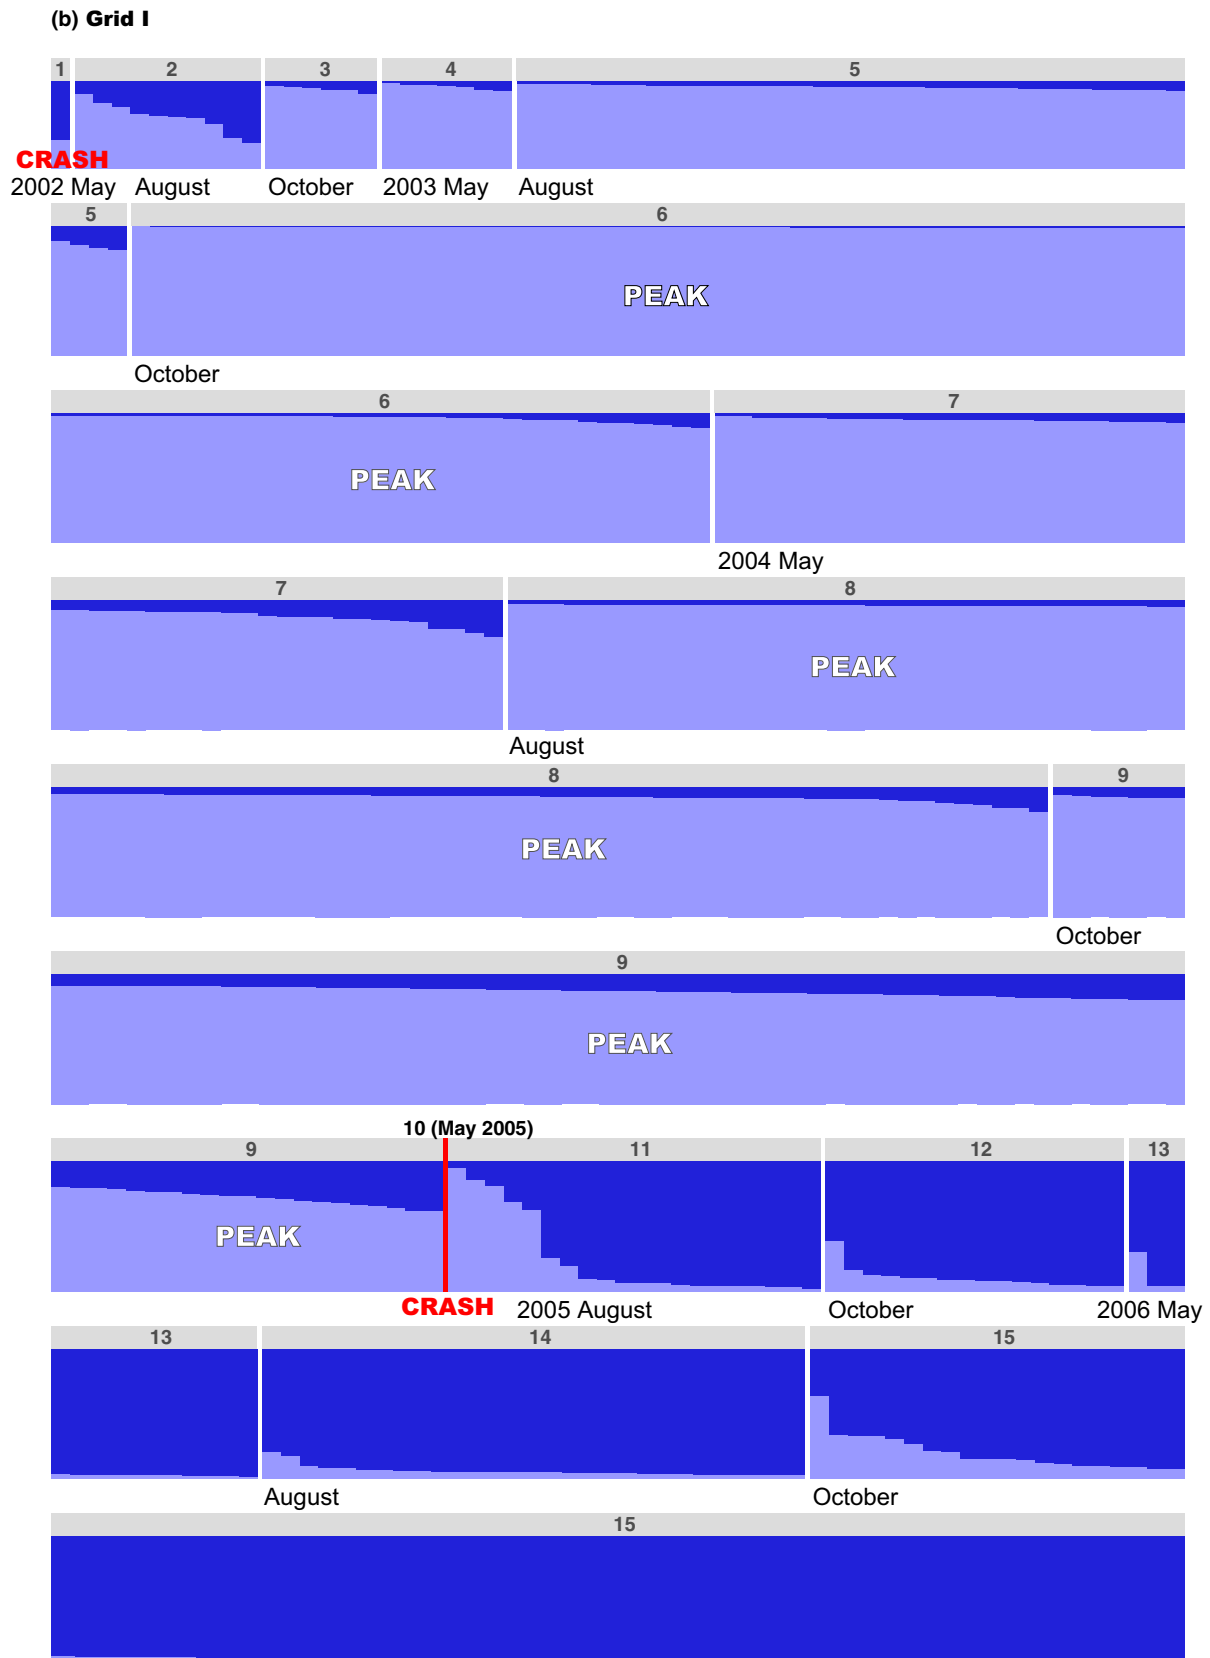 (b) Grid I
1 2 3 4 5
CRASH
2002 May August October 2003 May August
5 6
PEAK
October
6 7
PEAK
2004 May
7 8
PEAK
August
8 9
PEAK
October
9
PEAK
10 (May 2005)
9 11 12 13
PEAK
CRASH 2005 August October 2006 May
13 14 15
August October
15